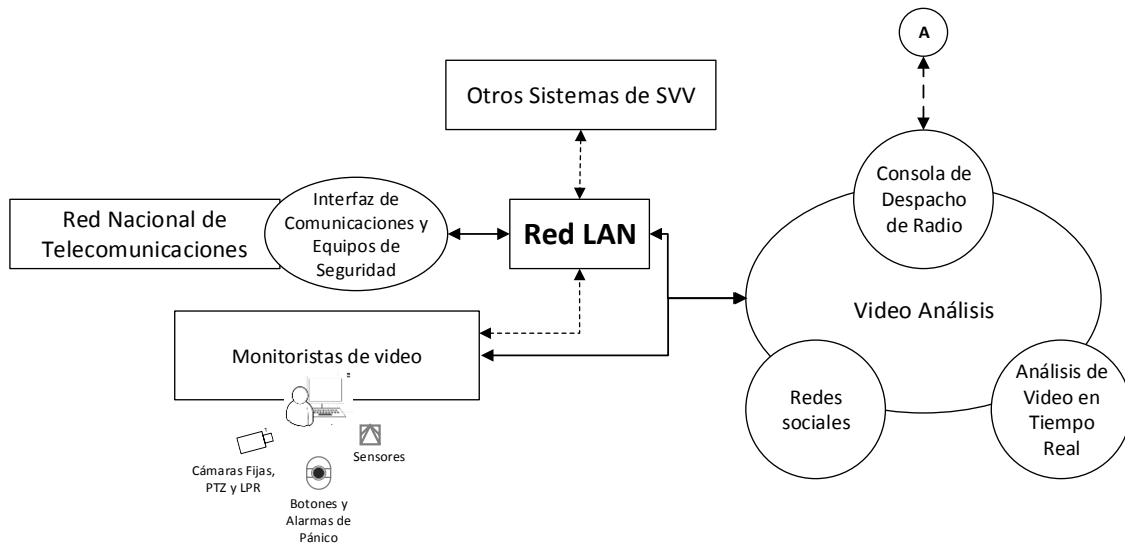 A
Otros Sistemas de SVV
Consola de
Despacho
de Radio
Red Nacional de
Telecomunicaciones
Interfaz de
Comunicaciones y
Equipos de
Seguridad
Red LAN
Video Análisis
Monitoristas de video
Redes
sociales
Análisis de
Video en
Tiempo
Real
Sensores
Cámaras Fijas,
PTZ y LPR
Botones y
Alarmas de
Pánico